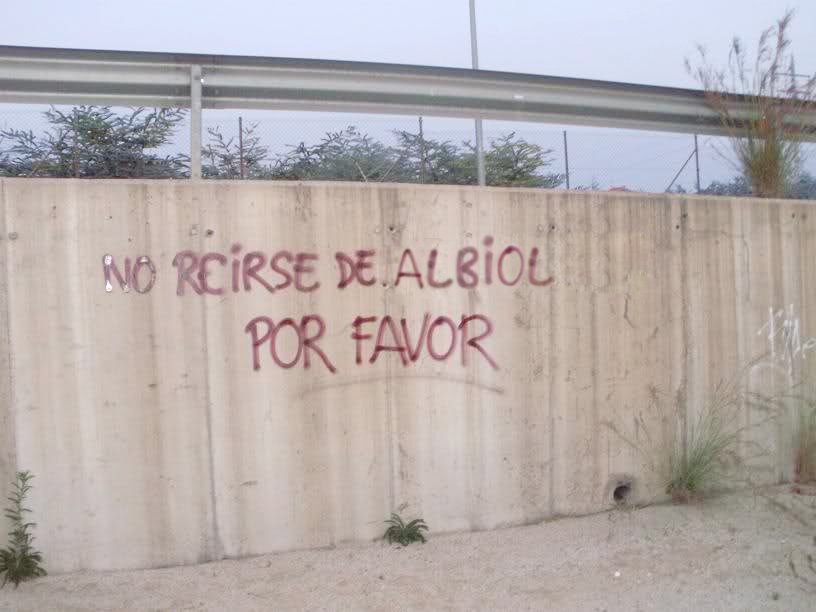 NO REIRSE DE ALBiOL
POR FAVOR